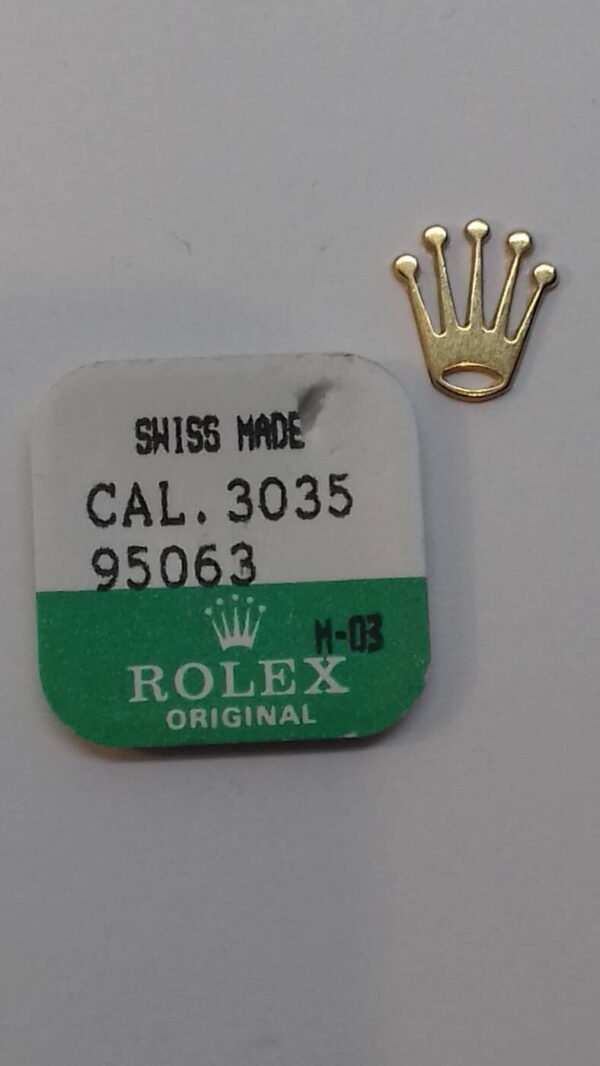 SWISS MADE
CAL. 3035
95063
M-03
ROLEX
ORIGINAL